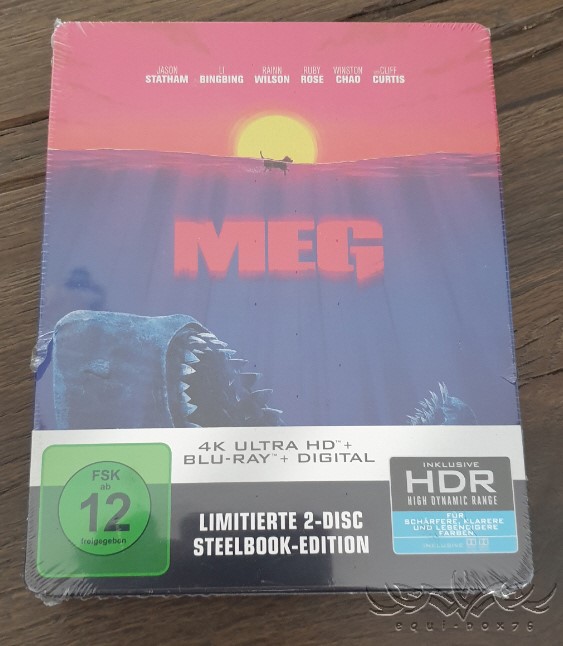 JASON LI RAINN RUBY WINSTON AND CLIFF
STATHAM BINGBING WILSON ROSE CHAO CURTIS
MEG
4K ULTRA HD™ +
BLU-RAY™ + DIGITAL
FSK
ab
12
freigegeben
LIMITIERTE 2-DISC
STEELBOOK-EDITION
INKLUSIVE
HDR
HIGH DYNAMIC RANGE
FÜR
SCHÄRFERE, KLARERE
UND LEBENDIGERE
FARBEN
equi-nox76